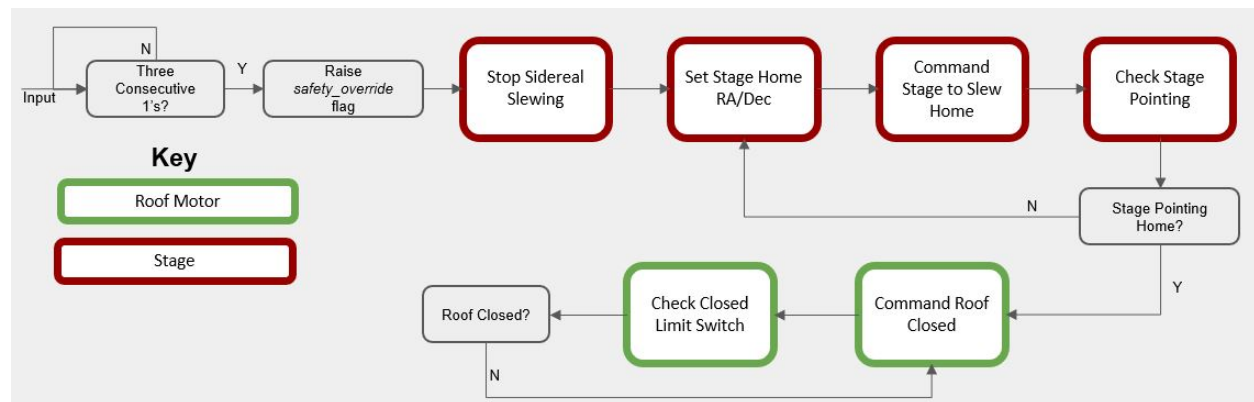 Input
N
Three
Consecutive
1's?
Y
Raise
safety_override
flag
Stop Sidereal
Slewing
Set Stage Home
RA/Dec
Command
Stage to Slew
Home
Check Stage
Pointing
Key
Roof Motor
Stage
N
Stage Pointing
Home?
Y
Roof Closed?
Check Closed
Limit Switch
Command Roof
Closed
N